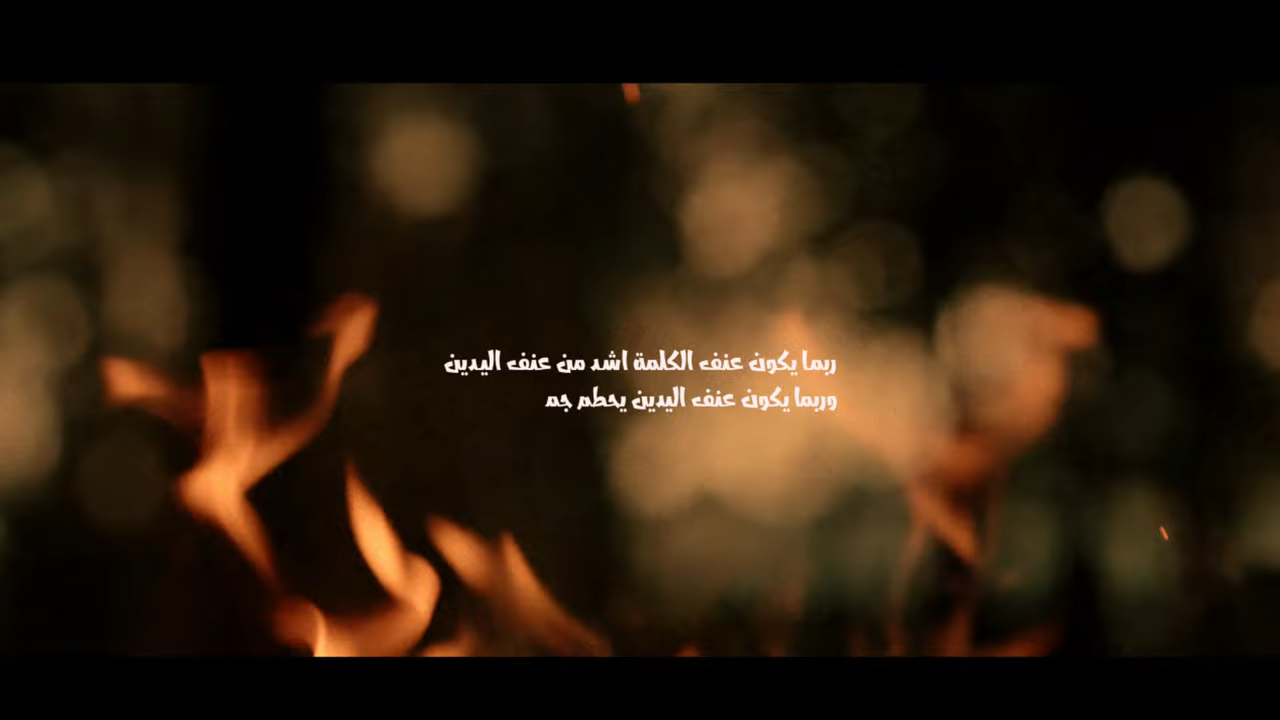 ربما يكون عنف الكلمة اشد من عنف اليدين
وربما يكون عنف اليدين يحطم جم